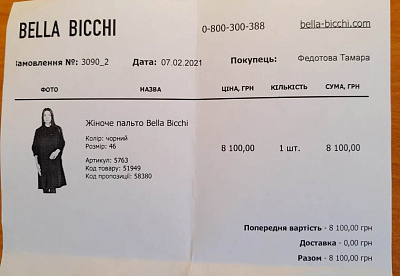 BELLA BICCHI 0-800-300-388 bella-bicchi.com
Замовлення №: 3090_2 Дата: 07.02.2021 Покупець: Федотова Тамара
ФОТО НАЗВА ЦІНА, ГРН КІЛЬКІСТЬ СУМА, ГРН
Жіноче пальто Bella Bicchi
Колір: чорний
Розмір: 46
8 100,00 1 шт. 8 100,00
Артикул: 5763
Код товару: 51949
Код пропозиції: 58380
Попередня вартість - 8 100,00 грн
Доставка - 0,00 грн
Разом - 8 100,00 грн